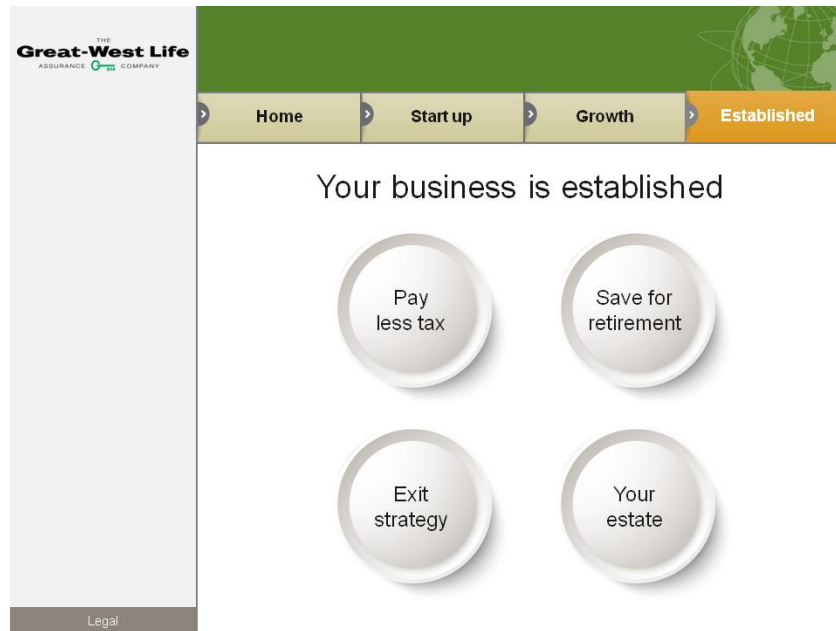 THE
Great-West Life
ASSURANCE COMPANY
Home
Start up
Growth
Established
Your business is established
Pay
less tax
Save for
retirement
Exit
strategy
Your
estate
Legal